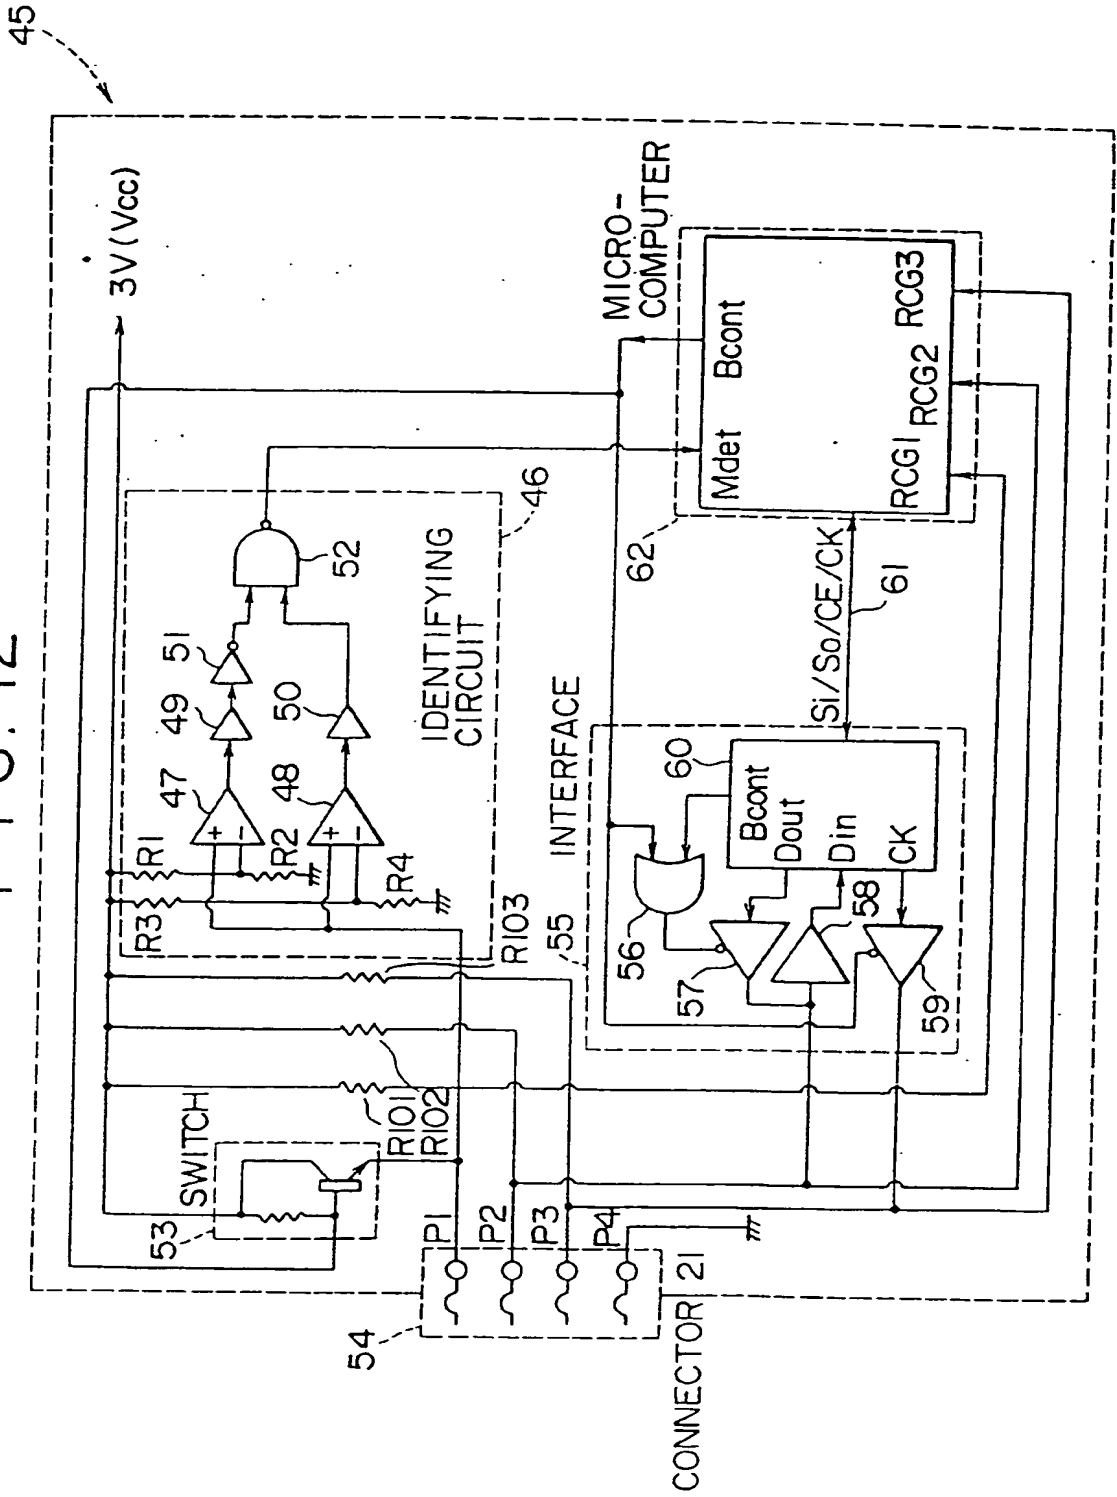 FIG. 12
45
3V(Vcc)
SWITCH
53
R101
R102
R103
R3
R1
R2
R4
47
48
49
50
51
52
IDENTIFYING
CIRCUIT
46
MICRO-
COMPUTER
Mdet
Bcont
RCG1
RCG2
RCG3
62
Si/So/CE/CK
61
INTERFACE
55
56
57
58
59
60
Bcont
Dout
Din
CK
P1
P2
P3
P4
54
CONNECTOR 21